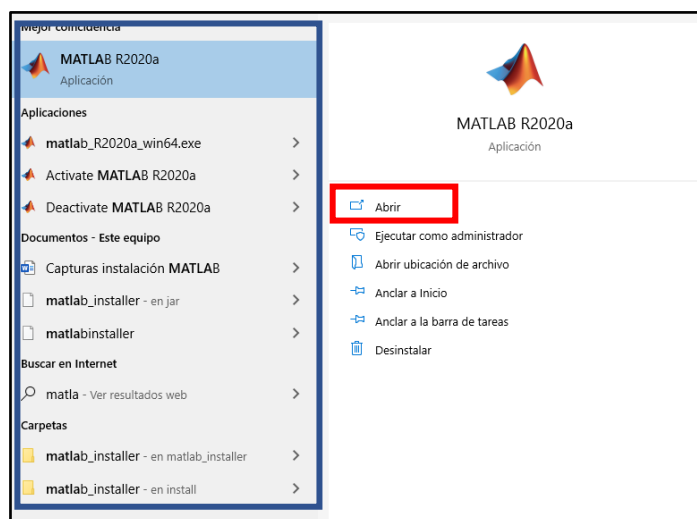 Mejor coincidencia
MATLAB R2020a
Aplicación
Aplicaciones
matlab_R2020a_win64.exe
Activate MATLAB R2020a
Deactivate MATLAB R2020a
Documentos - Este equipo
Capturas instalación MATLAB
matlab_installer - en jar
matlabinstaller
Buscar en Internet
matla - Ver resultados web
Carpetas
matlab_installer - en matlab_installer
matlab_installer - en install
MATLAB R2020a
Aplicación
Abrir
Ejecutar como administrador
Abrir ubicación de archivo
Anclar a Inicio
Anclar a la barra de tareas
Desinstalar